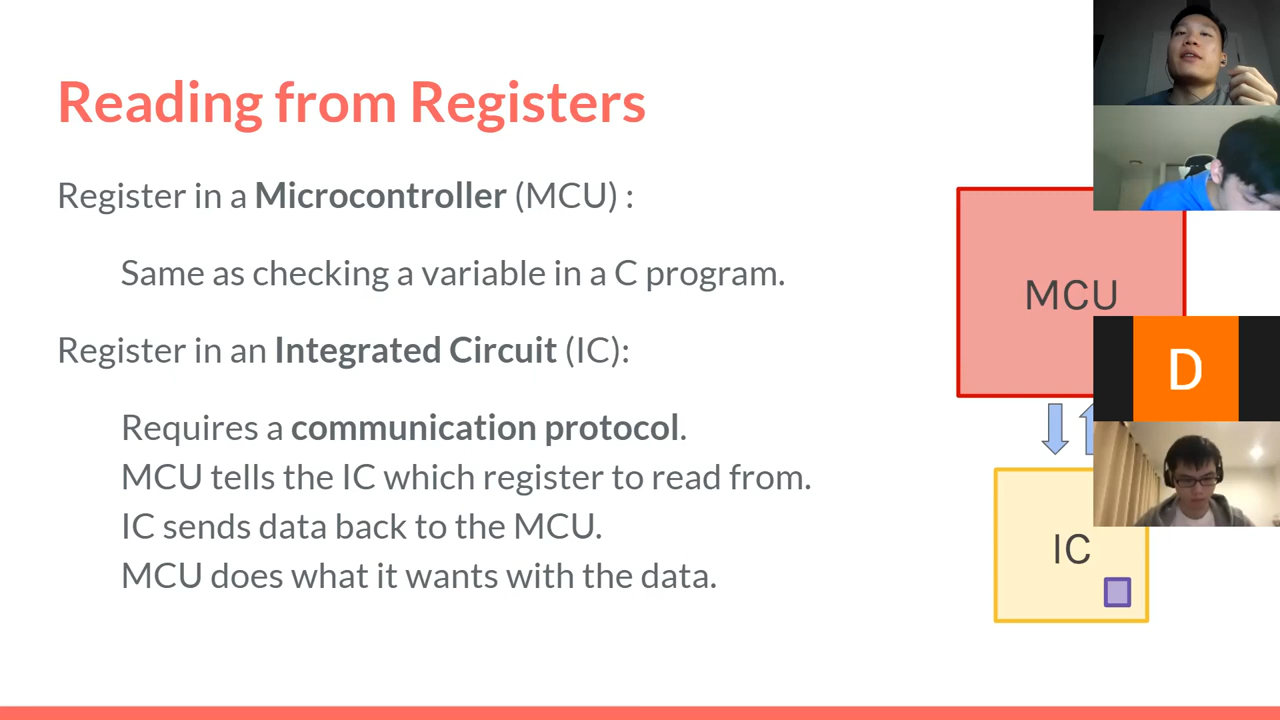 Reading from Registers
Register in a Microcontroller (MCU) :
Same as checking a variable in a C program.
Register in an Integrated Circuit (IC):
Requires a communication protocol.
MCU tells the IC which register to read from.
IC sends data back to the MCU.
MCU does what it wants with the data.
MCU
D
IC